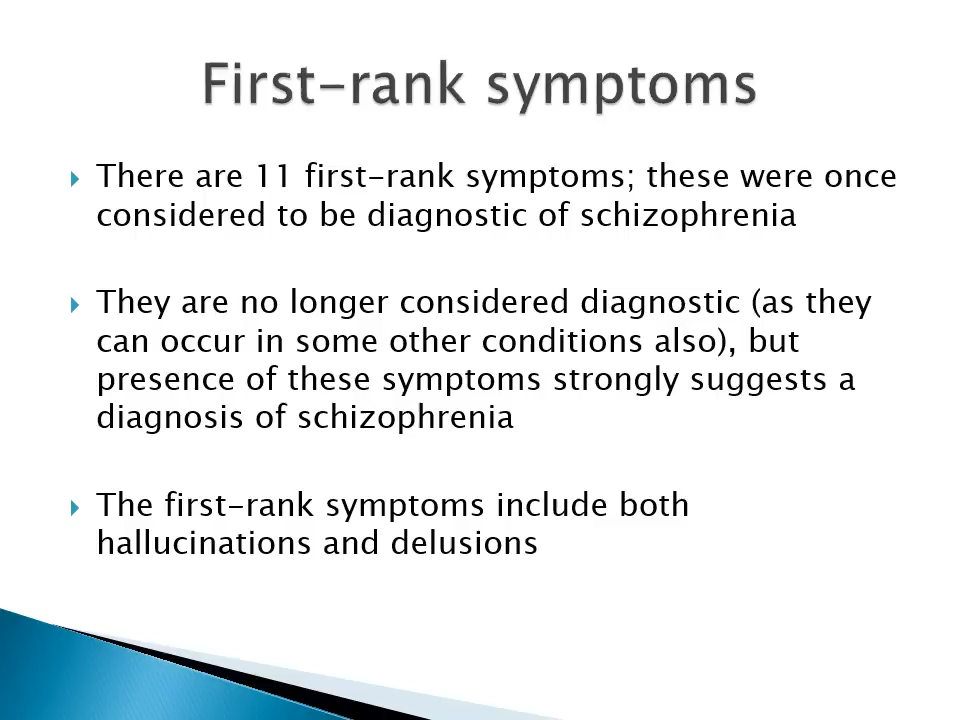 First-rank symptoms
There are 11 first-rank symptoms; these were once
considered to be diagnostic of schizophrenia
They are no longer considered diagnostic (as they
can occur in some other conditions also), but
presence of these symptoms strongly suggests a
diagnosis of schizophrenia
The first-rank symptoms include both
hallucinations and delusions